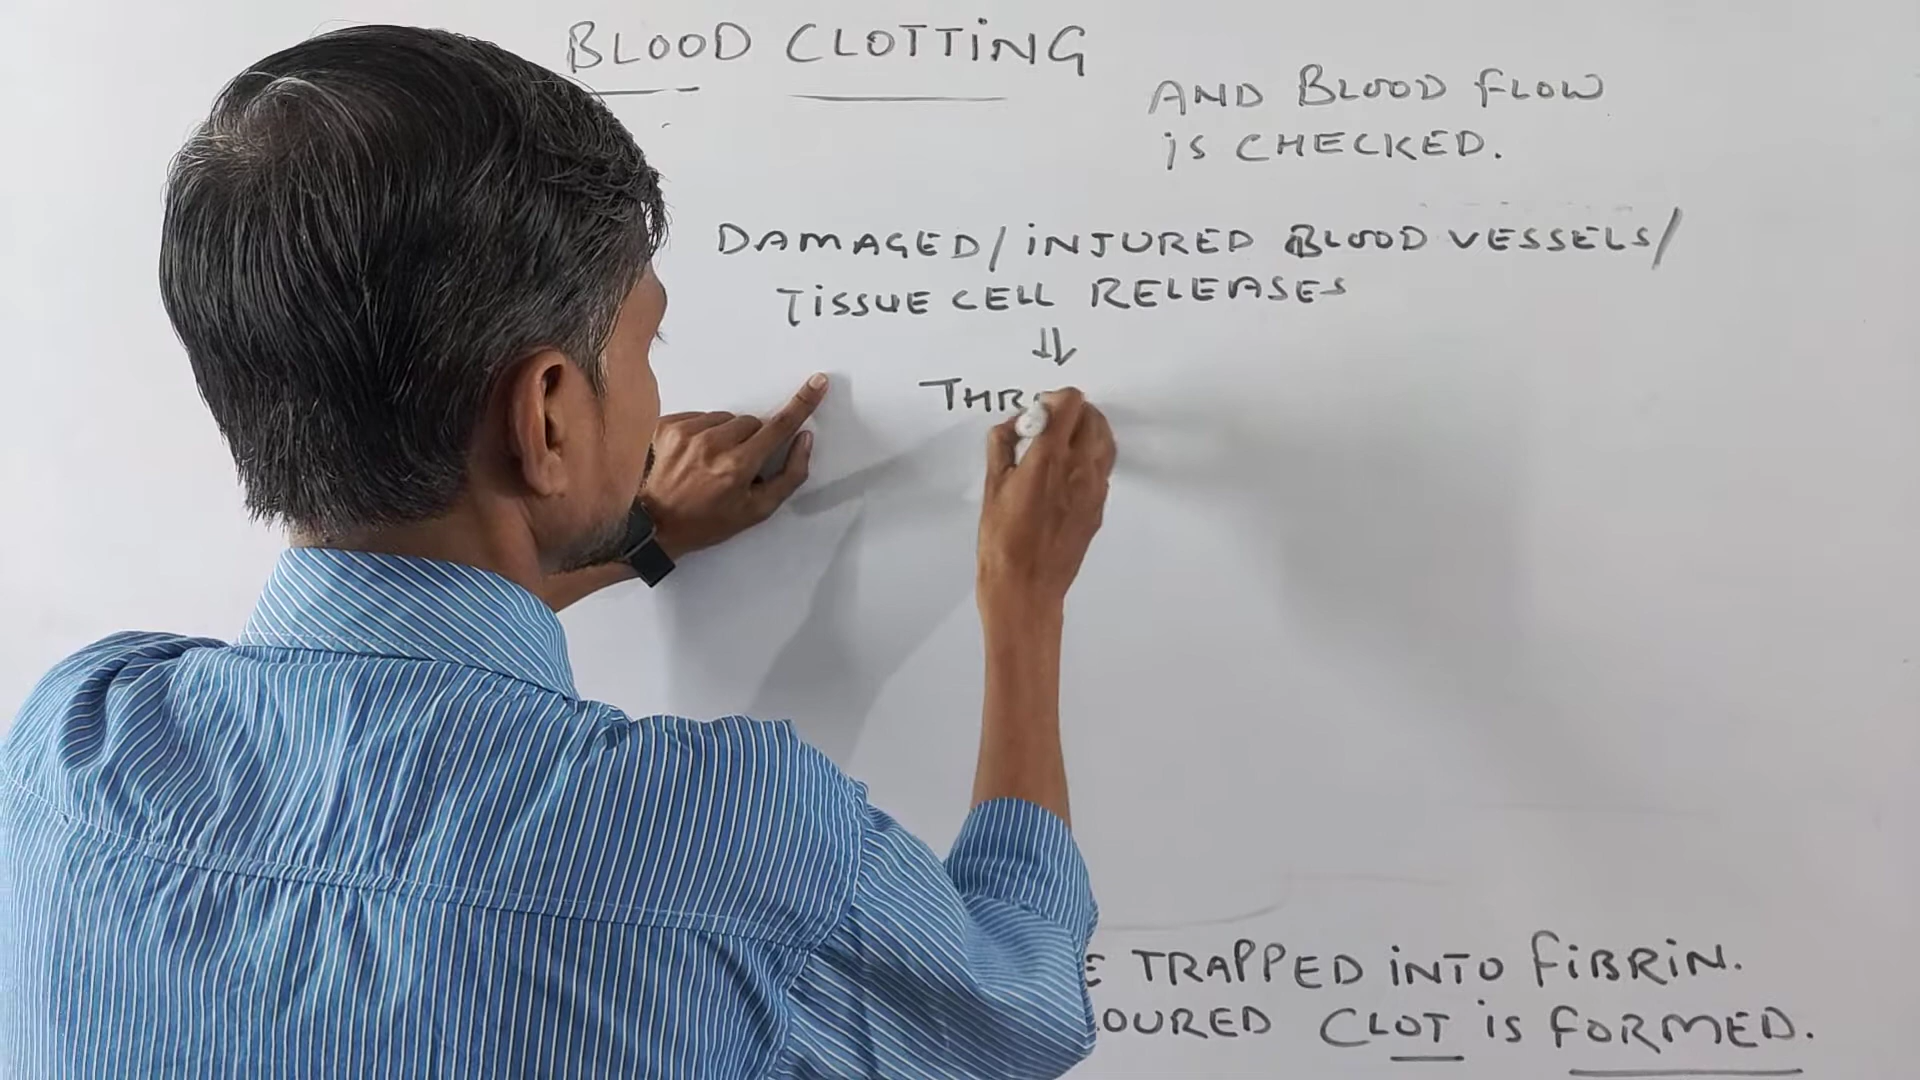 BLOOD CLOTTING
AND BLOOD FLOW
IS CHECKED.
DAMAGED/INJURED BLOOD VESSELS/
TISSUE CELL RELEASES
⇓
THR
E TRAPPED INTO FIBRIN.
OURED CLOT IS FORMED.